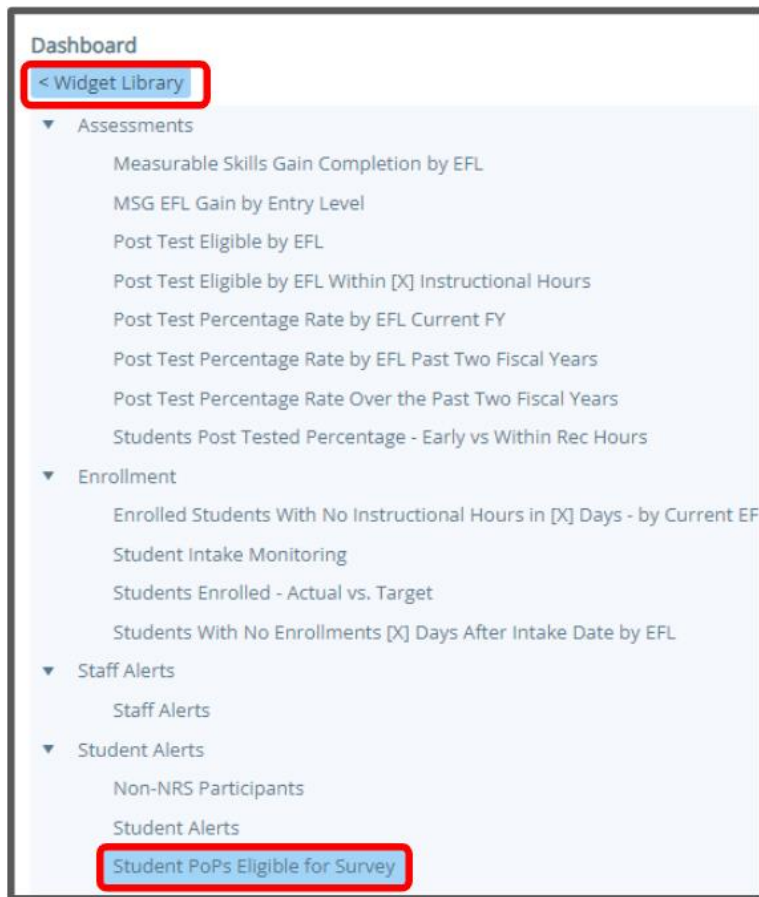 Dashboard
< Widget Library
Assessments
Measurable Skills Gain Completion by EFL
MSG EFL Gain by Entry Level
Post Test Eligible by EFL
Post Test Eligible by EFL Within [X] Instructional Hours
Post Test Percentage Rate by EFL Current FY
Post Test Percentage Rate by EFL Past Two Fiscal Years
Post Test Percentage Rate Over the Past Two Fiscal Years
Students Post Tested Percentage - Early vs Within Rec Hours
Enrollment
Enrolled Students With No Instructional Hours in [X] Days - by Current EF
Student Intake Monitoring
Students Enrolled - Actual vs. Target
Students With No Enrollments [X] Days After Intake Date by EFL
Staff Alerts
Staff Alerts
Student Alerts
Non-NRS Participants
Student Alerts
Student PoPs Eligible for Survey